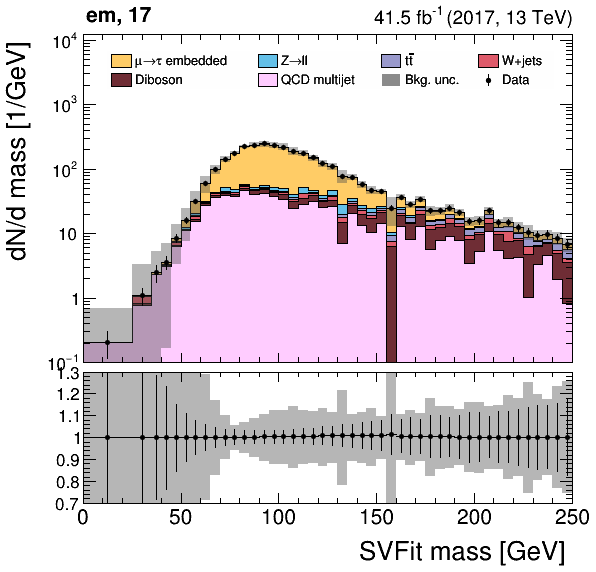 em, 17
41.5 fb⁻¹ (2017, 13 TeV)
dN/d mass [1/GeV]
10⁴
10³
10²
10
1
10⁻¹
μ→τ embedded
Z→ll
tt̅
W+jets
Diboson
QCD multijet
Bkg. unc.
Data
1.3
1.2
1.1
1
0.9
0.8
0.7
0 50 100 150 200 250
SVFit mass [GeV]